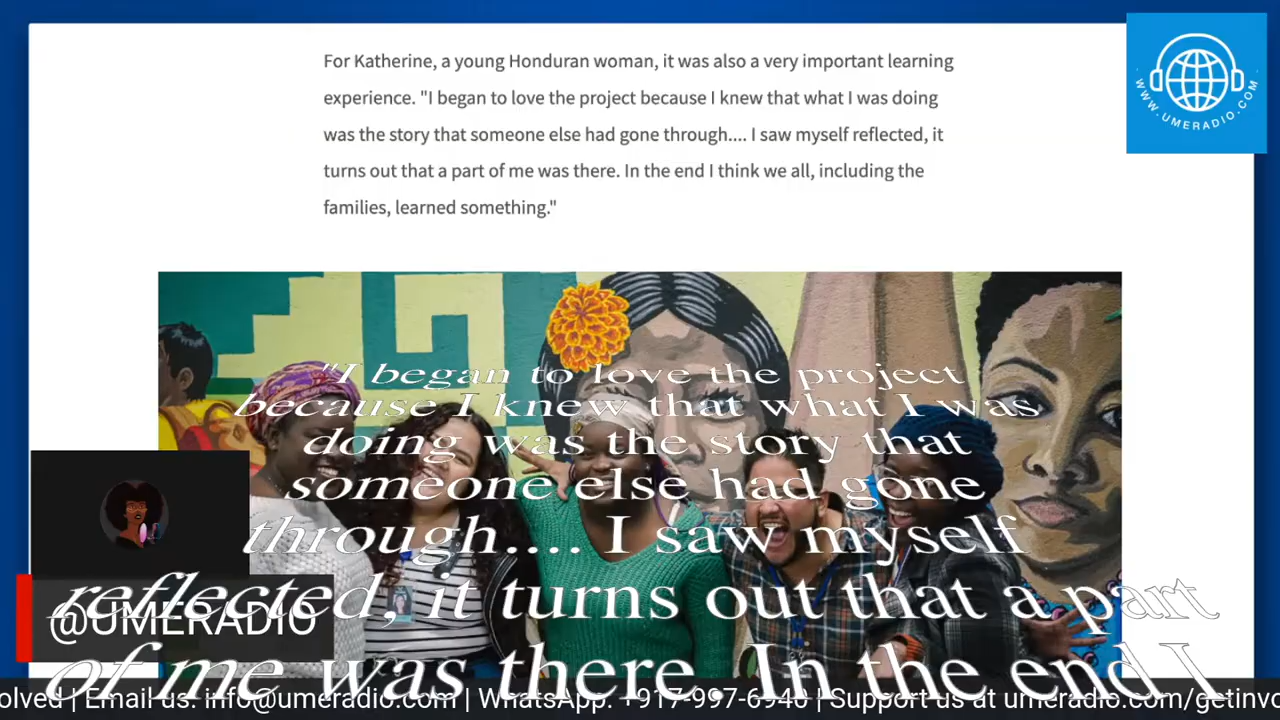 For Katherine, a young Honduran woman, it was also a very important learning
experience. "I began to love the project because I knew that what I was doing
was the story that someone else had gone through.... I saw myself reflected, it
turns out that a part of me was there. In the end I think we all, including the
families, learned something."
WWW.UMERADIO.COM
"I began to love the project
because I knew that what I was
doing was the story that
someone else had gone
through.... I saw myself
reflected, it turns out that a part
of me was there. In the end I
@UMERADIO
olved | Email us: info@umeradio.com | WhatsApp: +917-997-6940 | Support us at umeradio.com/getinvo